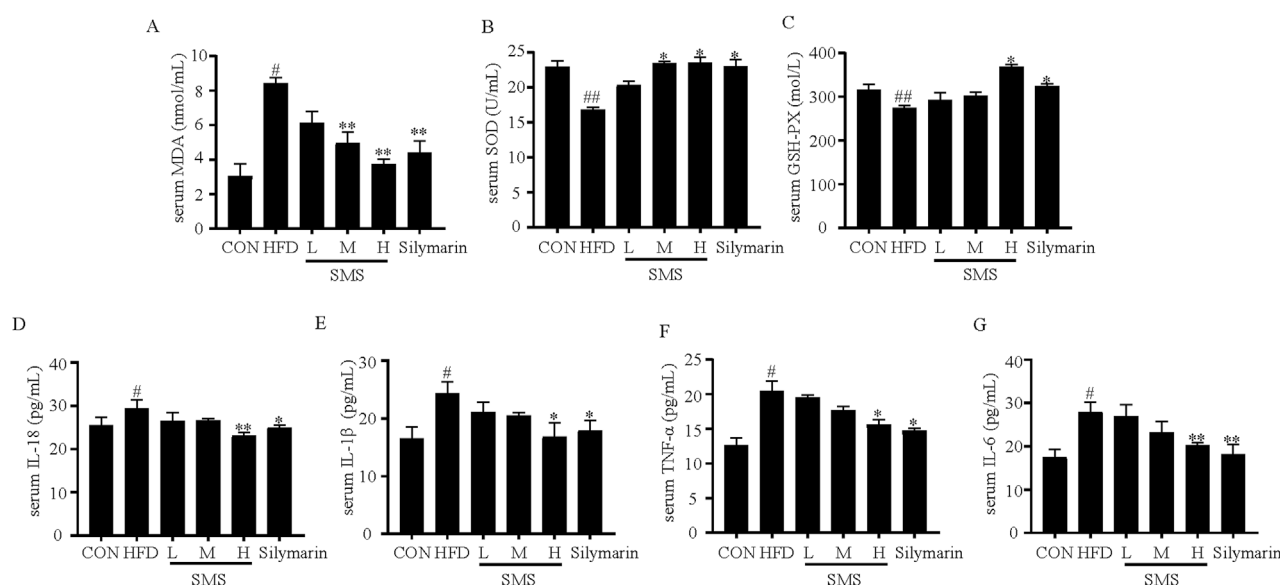 A
serum MDA (nmol/mL)
10
8
6
4
2
0
#
**
**
**
CON HFD L M H Silymarin
SMS
B
serum SOD (U/mL)
25
20
15
10
5
0
##
*
*
*
CON HFD L M H Silymarin
SMS
C
serum GSH-PX (mol/L)
400
300
200
100
0
##
*
*
CON HFD L M H Silymarin
SMS
D
serum IL-18 (pg/mL)
40
30
20
10
0
#
**
*
CON HFD L M H Silymarin
SMS
E
serum IL-1β (pg/mL)
30
20
10
0
#
*
*
CON HFD L M H Silymarin
SMS
F
serum TNF-α (pg/mL)
25
20
15
10
5
0
#
*
*
CON HFD L M H Silymarin
SMS
G
serum IL-6 (pg/mL)
40
30
20
10
0
#
**
**
CON HFD L M H Silymarin
SMS